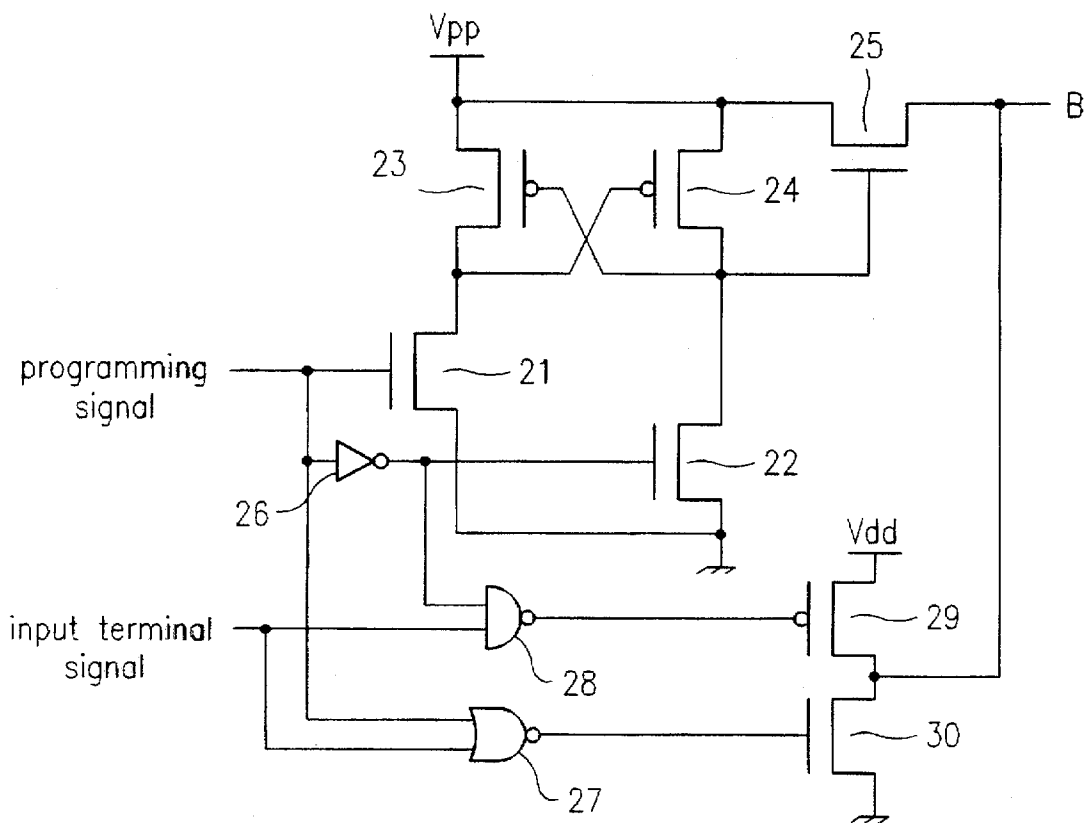 Vpp
25
B
23
24
programming
signal
21
22
26
Vdd
input terminal
signal
29
28
30
27